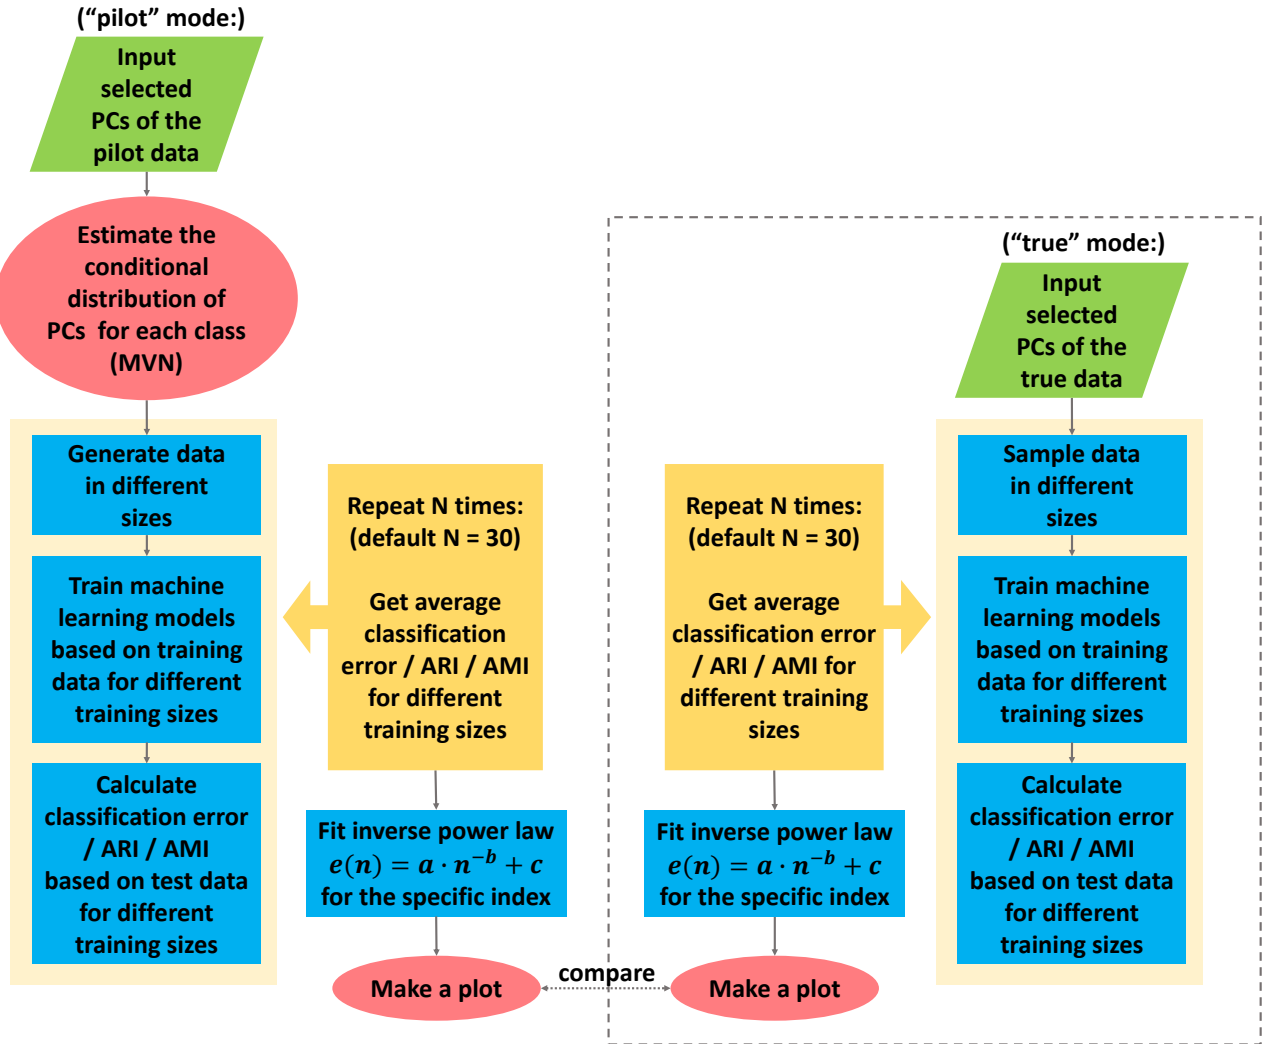 (“pilot” mode:)
Input
selected
PCs of the
pilot data
Estimate the
conditional
distribution of
PCs for each class
(MVN)
Generate data
in different
sizes
Train machine
learning models
based on training
data for different
training sizes
Calculate
classification error
/ ARI / AMI
based on test data
for different
training sizes
Repeat N times:
(default N = 30)
Get average
classification
error / ARI / AMI
for different
training sizes
Fit inverse power law
e(n) = a · n^{-b} + c
for the specific index
Make a plot
compare
(“true” mode:)
Input
selected
PCs of the
true data
Sample data
in different
sizes
Train machine
learning models
based on training
data for different
training sizes
Calculate
classification error
/ ARI / AMI
based on test data
for different
training sizes
Repeat N times:
(default N = 30)
Get average
classification error
/ ARI / AMI for
different training
sizes
Fit inverse power law
e(n) = a · n^{-b} + c
for the specific index
Make a plot